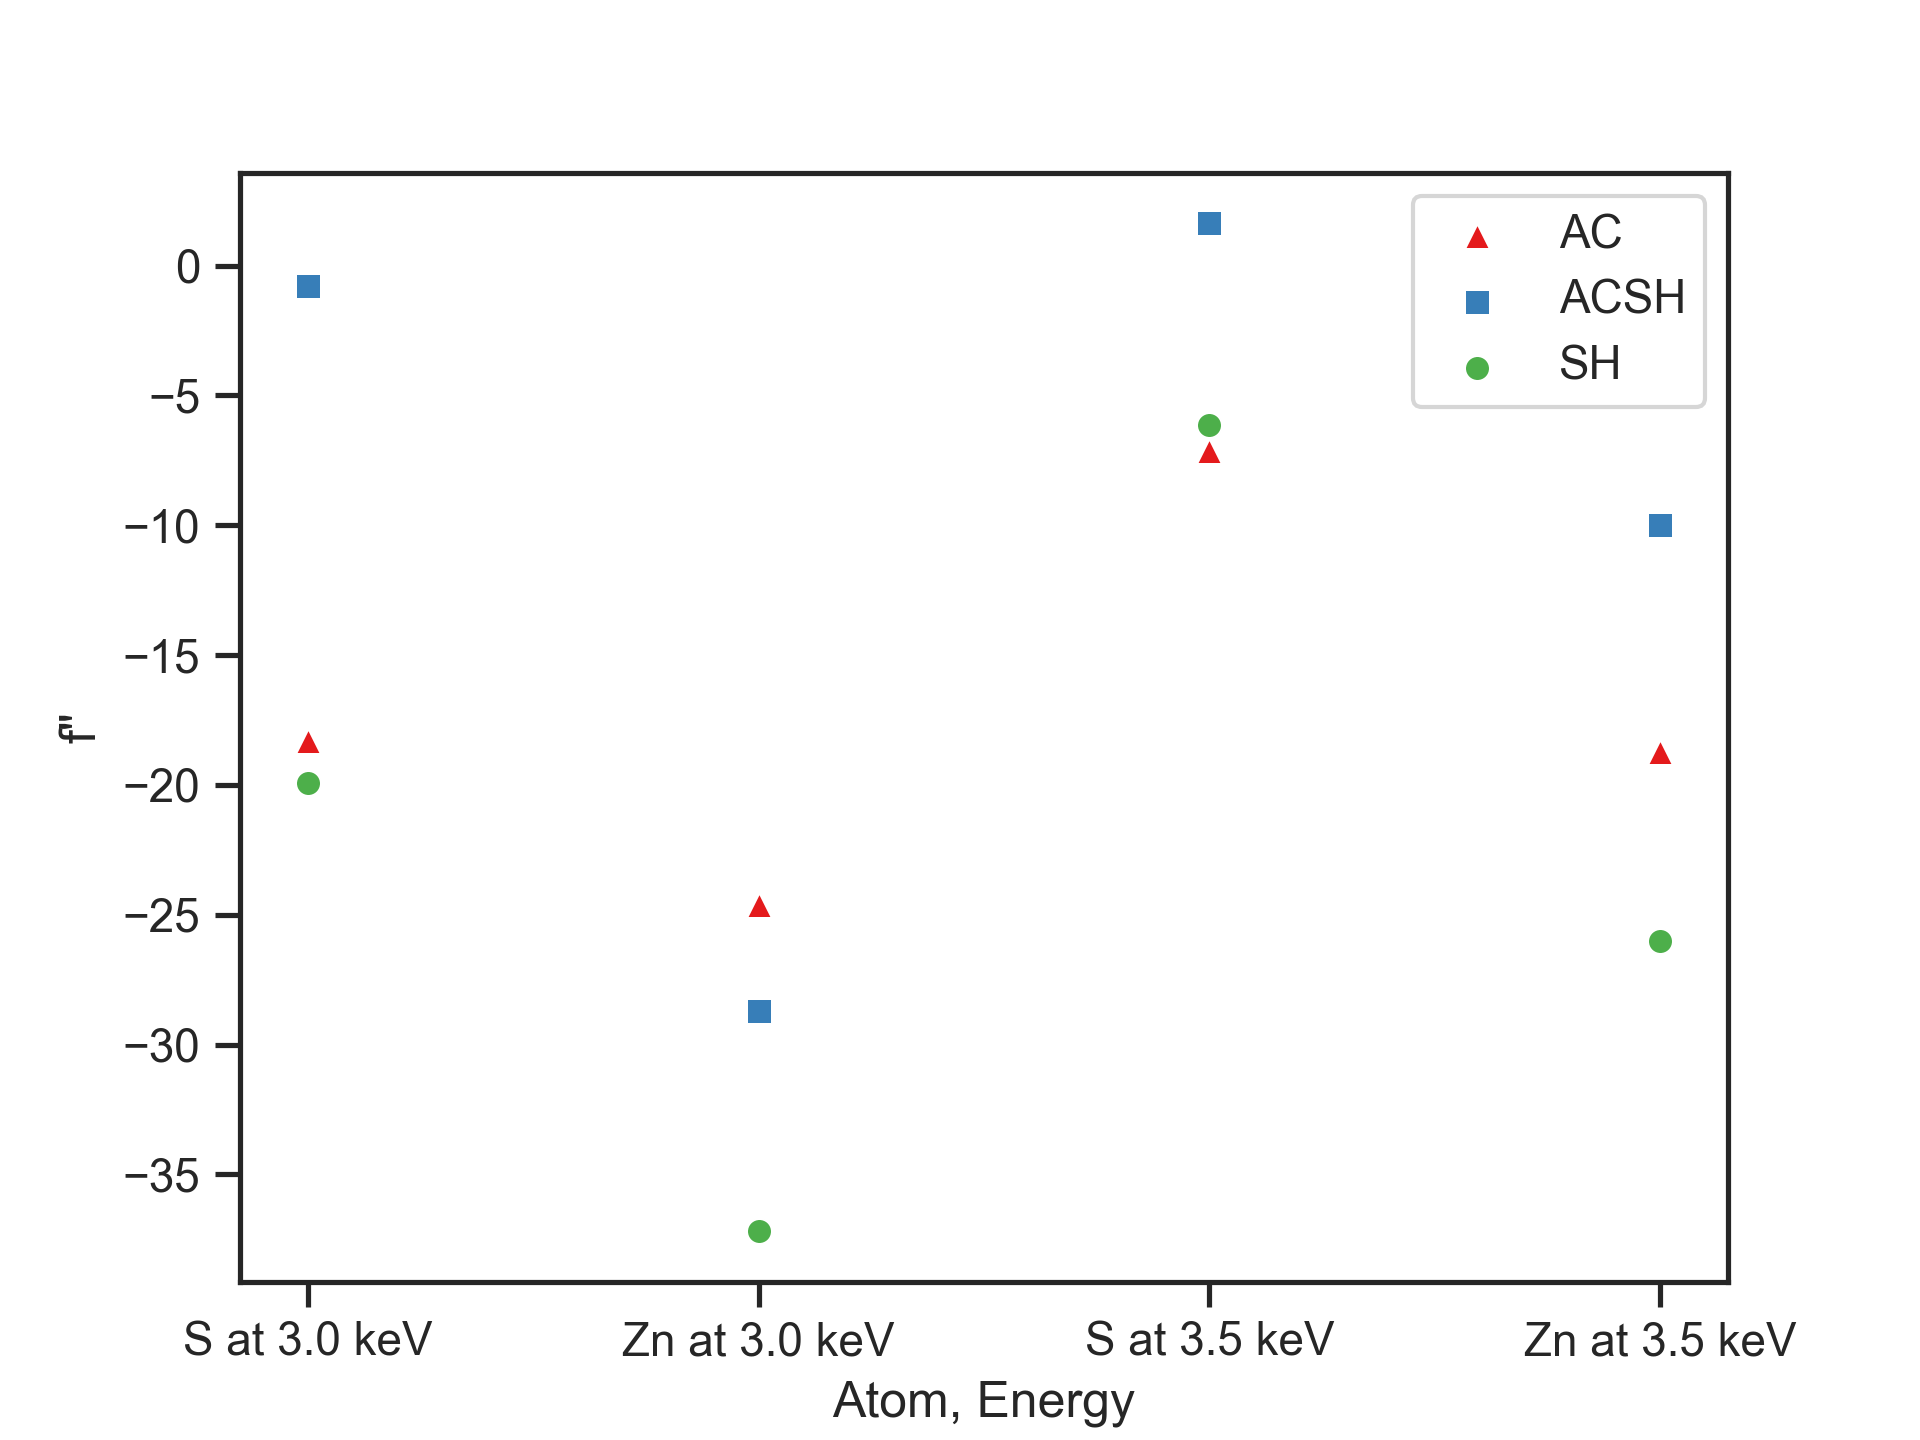 AC
ACSH
SH
0
−5
−10
−15
−20
−25
−30
−35
f"
S at 3.0 keV
Zn at 3.0 keV
S at 3.5 keV
Zn at 3.5 keV
Atom, Energy